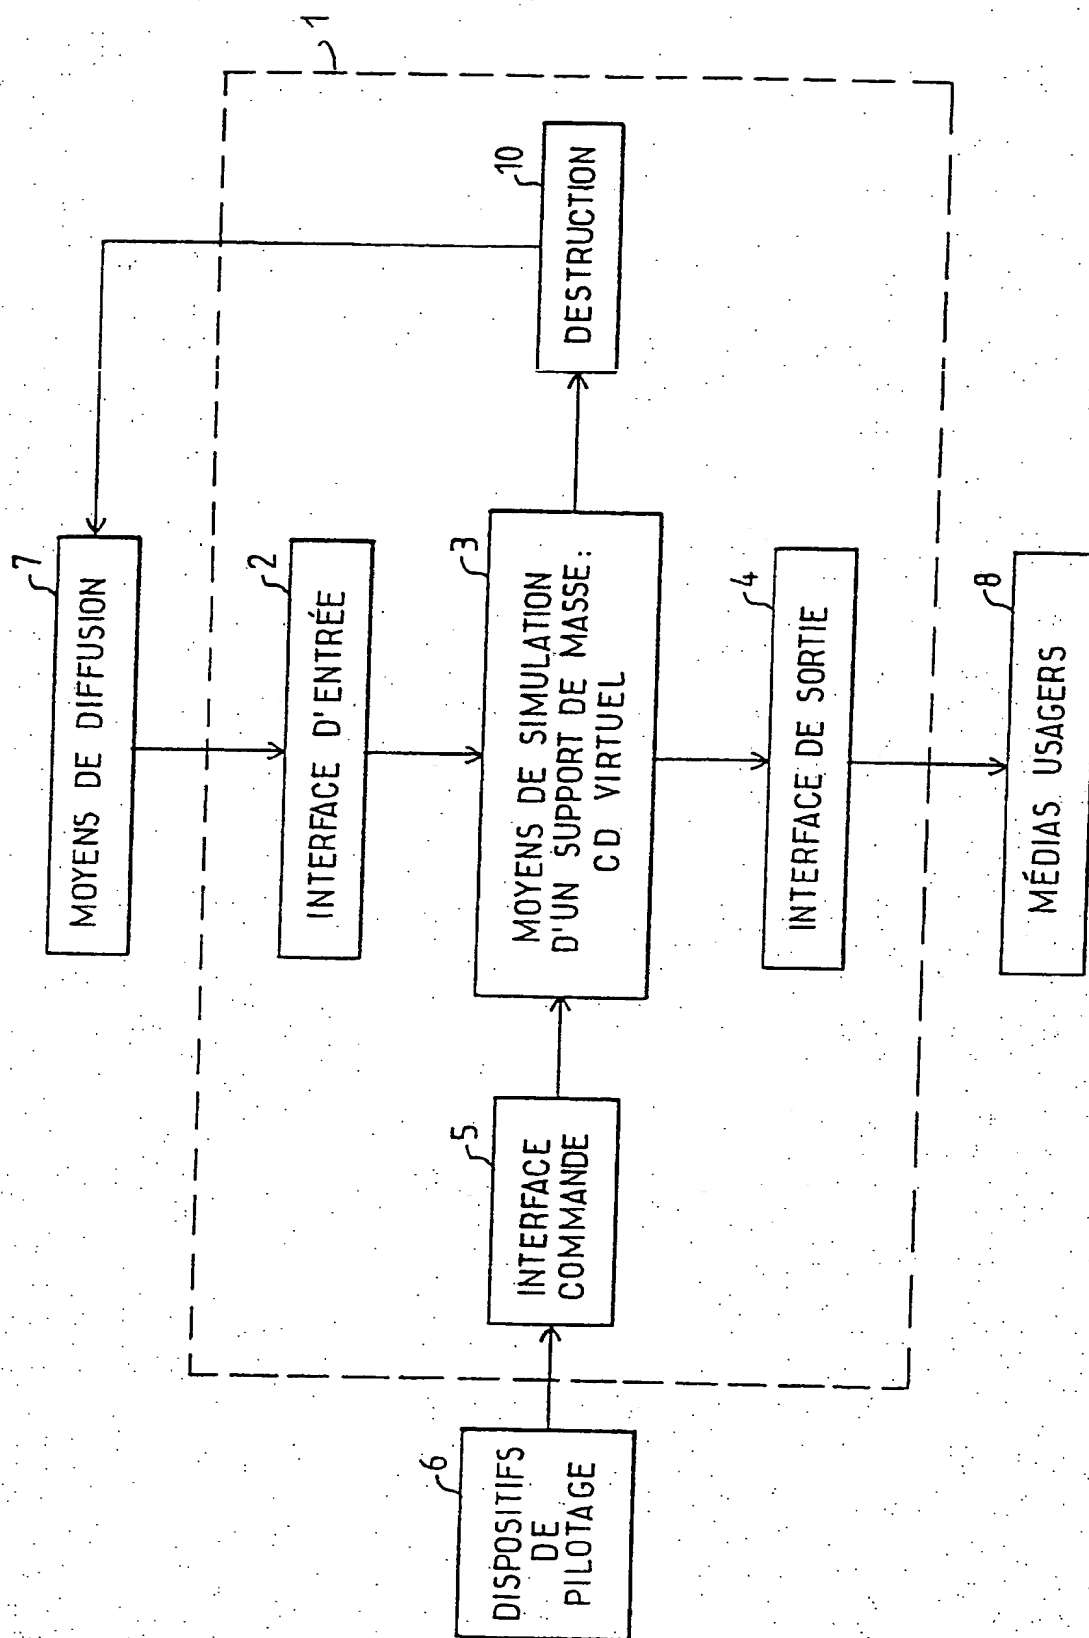 1
7
MOYENS DE DIFFUSION
2
INTERFACE D'ENTRÉE
10
DESTRUCTION
3
MOYENS DE SIMULATION
D'UN SUPPORT DE MASSE:
CD VIRTUEL
5
INTERFACE
COMMANDE
6
DISPOSITIFS
DE
PILOTAGE
4
INTERFACE DE SORTIE
8
MÉDIAS USAGERS